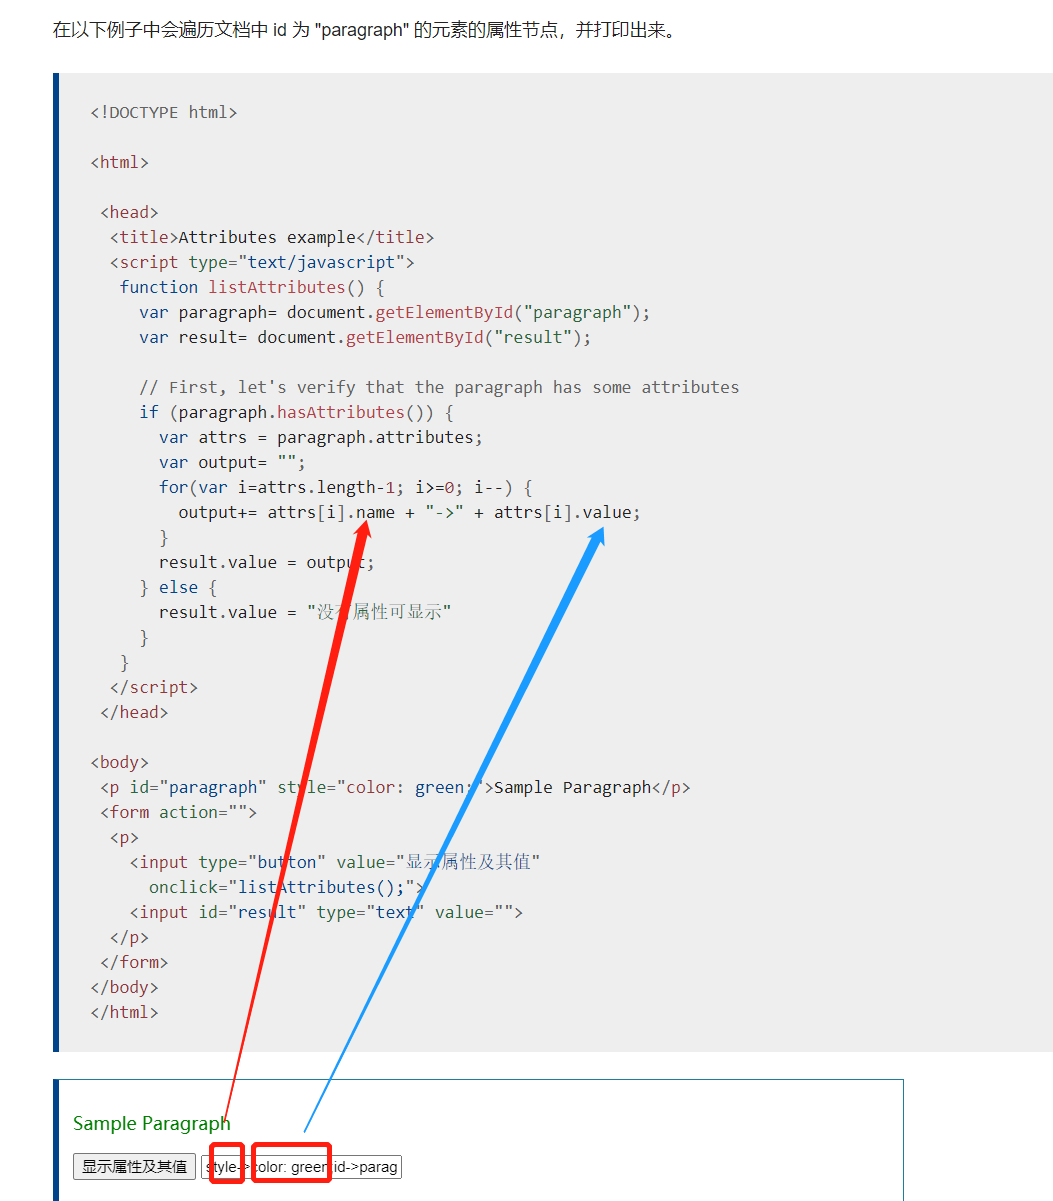 在以下例子中会遍历文档中 id 为 "paragraph" 的元素的属性节点，并打印出来。
<!DOCTYPE html>
<html>
<head>
<title>Attributes example</title>
<script type="text/javascript">
function listAttributes() {
var paragraph= document.getElementById("paragraph");
var result= document.getElementById("result");
// First, let's verify that the paragraph has some attributes
if (paragraph.hasAttributes()) {
var attrs = paragraph.attributes;
var output= "";
for(var i=attrs.length-1; i>=0; i--) {
output+= attrs[i].name + "->" + attrs[i].value;
}
result.value = output;
} else {
result.value = "没有属性可显示"
}
}
</script>
</head>
<body>
<p id="paragraph" style="color: green;">Sample Paragraph</p>
<form action="">
<p>
<input type="button" value="显示属性及其值"
onclick="listAttributes();">
<input id="result" type="text" value="">
</p>
</form>
</body>
</html>
Sample Paragraph
显示属性及其值 style->color: green;id->parag